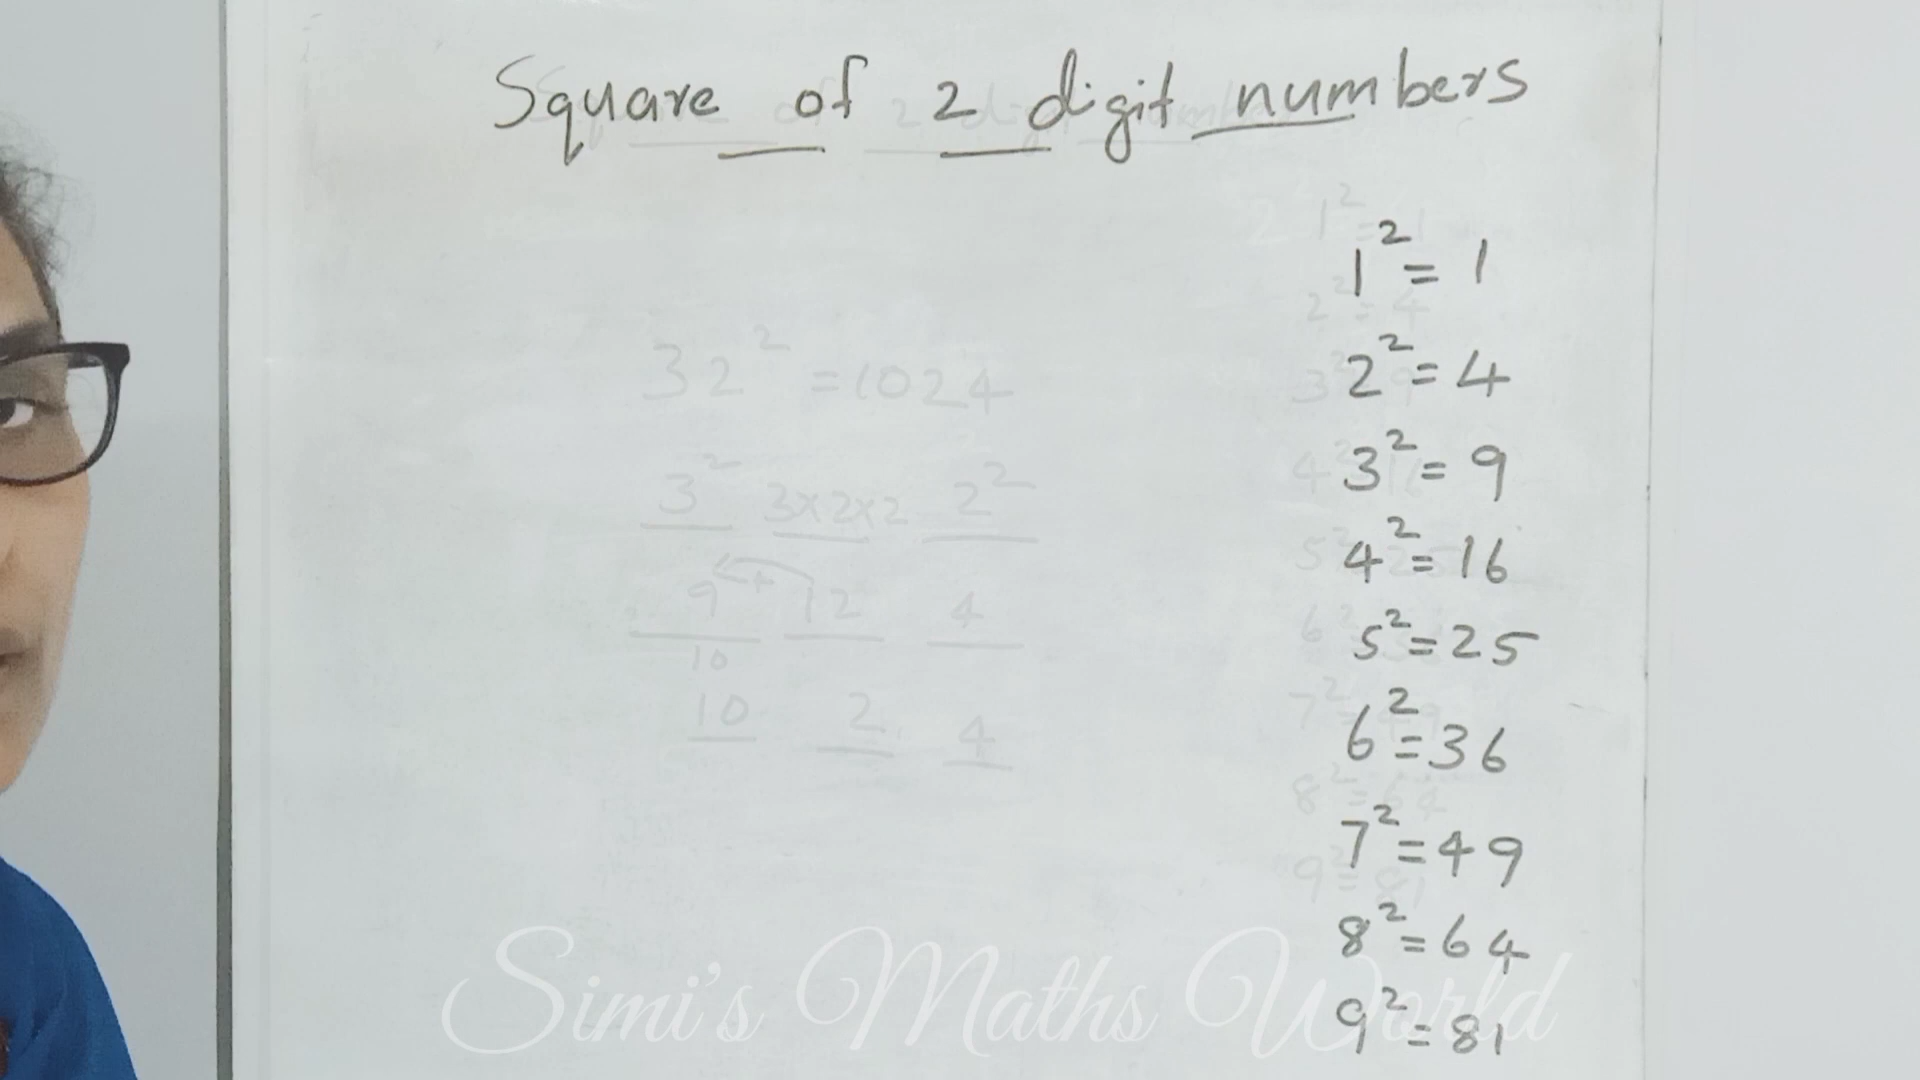 Square of 2 digit numbers
1² = 1
2² = 4
3² = 9
4² = 16
5² = 25
6² = 36
7² = 49
8² = 64
9² = 81
32² = 1024
3² 3x2x2 2²
9 + 12 4
10
10 2 4
Simi's Maths World